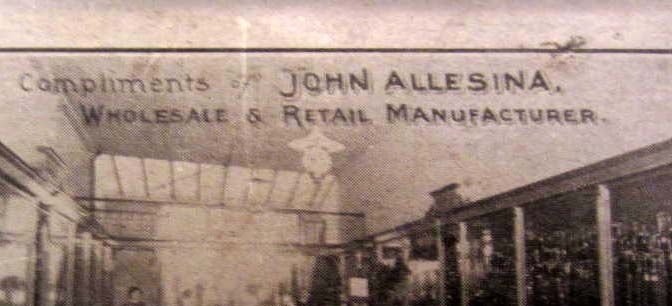 Compliments of JOHN ALLESINA.
WHOLESALE & RETAIL MANUFACTURER.